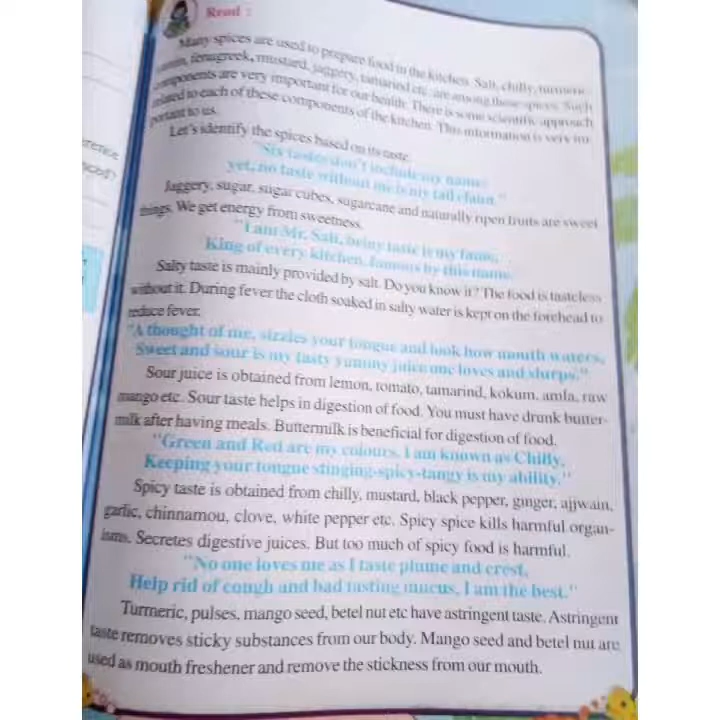 Read :
Many spices are used to prepare food in the kitchen. Salt, chilly, turmeric,
fenugreek, mustard, jaggery, tamarind etc. are among these spices. Such
components are very important for our health. There is some scientific approach
related to each of these components of the kitchen. This information is very im-
portant to us.
Let's identify the spices based on its taste.
"Six tastes don't include my name,
yet, no taste without me is my tall claim."
Jaggery, sugar, sugar cubes, sugarcane and naturally ripen fruits are sweet
things. We get energy from sweetness.
"I am Mr. Salt, briny taste is my fame,
King of every kitchen, famous by this name.
Salty taste is mainly provided by salt. Do you know it? The food is tasteless
without it. During fever the cloth soaked in salty water is kept on the forehead to
reduce fever.
"A thought of me, sizzles your tongue and look how mouth waters,
Sweet and sour is my tasty yummy juice one loves and slurps."
Sour juice is obtained from lemon, tomato, tamarind, kokum, amla, raw
mango etc. Sour taste helps in digestion of food. You must have drunk butter-
milk after having meals. Buttermilk is beneficial for digestion of food.
"Green and Red are my colours, I am known as Chilly,
Keeping your tongue stinging-spicy-tangy is my ability."
Spicy taste is obtained from chilly, mustard, black pepper, ginger, ajjwain,
garlic, chinnamou, clove, white pepper etc. Spicy spice kills harmful organ-
isms. Secretes digestive juices. But too much of spicy food is harmful.
"No one loves me as I taste plume and crest,
Help rid of cough and bad tasting mucus, I am the best."
Turmeric, pulses, mango seed, betel nut etc have astringent taste. Astringent
taste removes sticky substances from our body. Mango seed and betel nut are
used as mouth freshener and remove the stickness from our mouth.